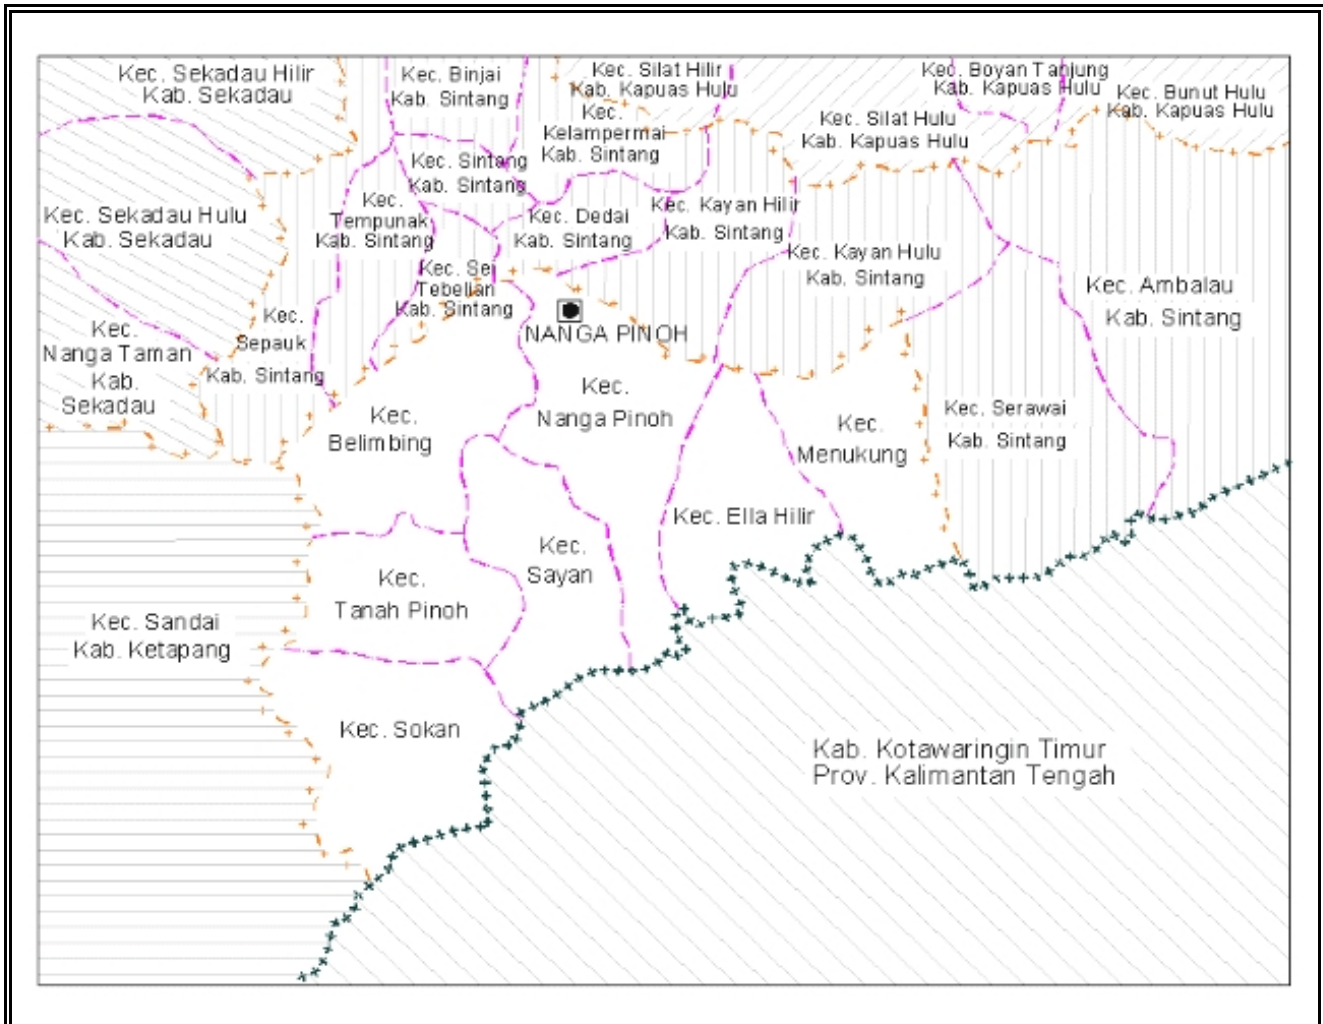 Kec. Sekadau Hilir
Kab. Sekadau
Kec. Binjai
Kab. Sintang
Kec. Silat Hilir
Kab. Kapuas Hulu
Kec. Boyan Tanjung
Kab. Kapuas Hulu
Kec. Bunut Hulu
Kab. Kapuas Hulu
Kec.
Kelampermai
Kab. Sintang
Kec. Silat Hulu
Kab. Kapuas Hulu
Kec. Sintang
Kab. Sintang
Kec. Sekadau Hulu
Kab. Sekadau
Kec.
Tempunak
Kab. Sintang
Kec. Dedai
Kab. Sintang
Kec. Kayan Hilir
Kab. Sintang
Kec. Kayan Hulu
Kab. Sintang
Kec. Sei
Tebelian
Kab. Sintang
Kec. Ambalau
Kab. Sintang
Kec.
Sepauk
Kab. Sintang
Kec.
Nanga Taman
Kab.
Sekadau
NANGA PINOH
Kec.
Nanga Pinoh
Kec.
Belimbing
Kec.
Menukung
Kec. Serawai
Kab. Sintang
Kec. Ella Hilir
Kec.
Sayan
Kec.
Tanah Pinoh
Kec. Sandai
Kab. Ketapang
Kec. Sokan
Kab. Kotawaringin Timur
Prov. Kalimantan Tengah